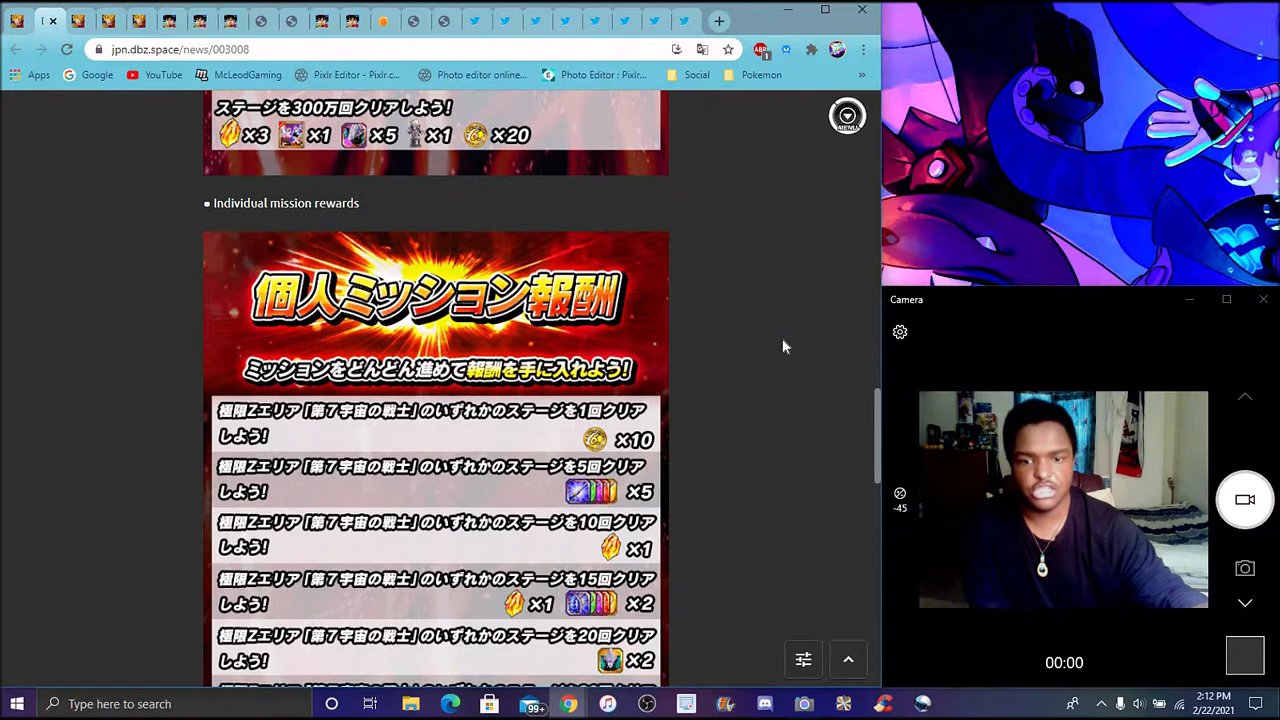 jpn.dbz.space/news/003008
Apps
Google
YouTube
McLeodGaming
Pixlr Editor - Pixlr.c...
Photo editor online...
Photo Editor : Pixlr...
Social
Pokemon
»
ステージを300万回クリアしよう!
×3 ×1 ×5 ×1 ×20
MENU
• Individual mission rewards
個人ミッション報酬
ミッションをどんどん進めて報酬を手に入れよう!
極限Zエリア「第7宇宙の戦士」のいずれかのステージを1回クリア
しよう!
×10
極限Zエリア「第7宇宙の戦士」のいずれかのステージを5回クリア
しよう!
×5
極限Zエリア「第7宇宙の戦士」のいずれかのステージを10回クリア
しよう!
×1
極限Zエリア「第7宇宙の戦士」のいずれかのステージを15回クリア
しよう!
×1 ×2
極限Zエリア「第7宇宙の戦士」のいずれかのステージを20回クリア
しよう!
×2
Camera
-45
00:00
Type here to search
99+
2:12 PM
2/22/2021